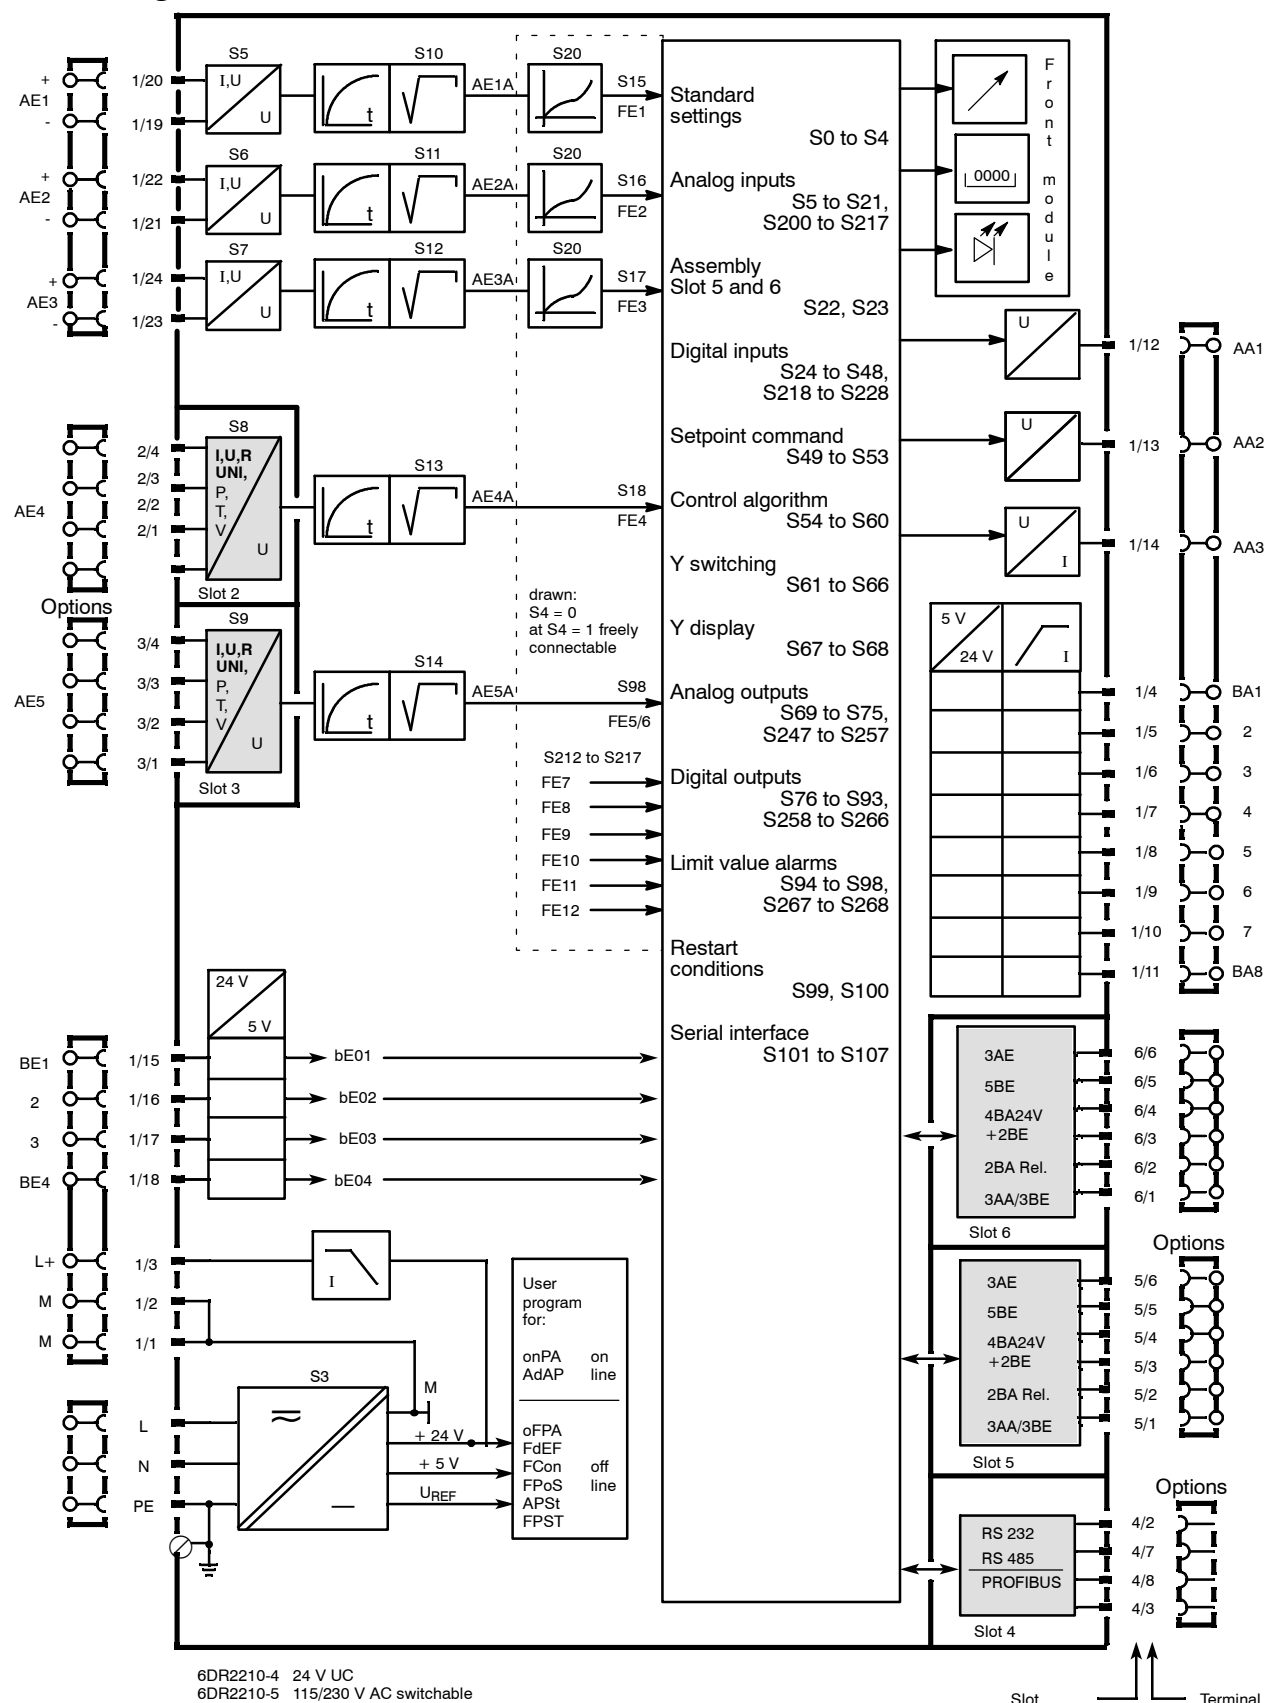 S5
S10
S20
+
AE1
-
1/20
1/19
I,U
U
t
AE1A
S15
FE1
S6
S11
S20
+
AE2
-
1/22
1/21
I,U
U
t
AE2A
S16
FE2
S7
S12
S20
+
AE3
-
1/24
1/23
I,U
U
t
AE3A
S17
FE3
AE4
2/4
2/3
2/2
2/1
S8
I,U,R
UNI,
P,
T,
V
U
Slot 2
S13
t
AE4A
S18
FE4
Options
AE5
3/4
3/3
3/2
3/1
S9
I,U,R
UNI,
P,
T,
V
U
Slot 3
S14
t
AE5A
S98
FE5/6
drawn:
S4 = 0
at S4 = 1 freely
connectable
S212 to S217
FE7
FE8
FE9
FE10
FE11
FE12
24 V
5 V
BE1
2
3
BE4
1/15
1/16
1/17
1/18
bE01
bE02
bE03
bE04
L+
M
M
1/3
1/2
1/1
I
S3
L
N
PE
M
+ 24 V
+ 5 V
UREF
User
program
for:
onPA on
AdAP line
oFPA
FdEF
FCon off
FPoS line
APSt
FPST
Standard
settings
S0 to S4
Analog inputs
S5 to S21,
S200 to S217
Assembly
Slot 5 and 6
S22, S23
Digital inputs
S24 to S48,
S218 to S228
Setpoint command
S49 to S53
Control algorithm
S54 to S60
Y switching
S61 to S66
Y display
S67 to S68
Analog outputs
S69 to S75,
S247 to S257
Digital outputs
S76 to S93,
S258 to S266
Limit value alarms
S94 to S98,
S267 to S268
Restart
conditions
S99, S100
Serial interface
S101 to S107
0000
Front module
U
1/12
AA1
U
1/13
AA2
U
I
1/14
AA3
5 V
24 V
I
1/4 BA1
1/5 2
1/6 3
1/7 4
1/8 5
1/9 6
1/10 7
1/11 BA8
3AE
5BE
4BA24V
+2BE
2BA Rel.
3AA/3BE
Slot 6
6/6
6/5
6/4
6/3
6/2
6/1
Options
3AE
5BE
4BA24V
+2BE
2BA Rel.
3AA/3BE
Slot 5
5/6
5/5
5/4
5/3
5/2
5/1
Options
RS 232
RS 485
PROFIBUS
Slot 4
4/2
4/7
4/8
4/3
6DR2210-4 24 V UC
6DR2210-5 115/230 V AC switchable
Slot
Terminal